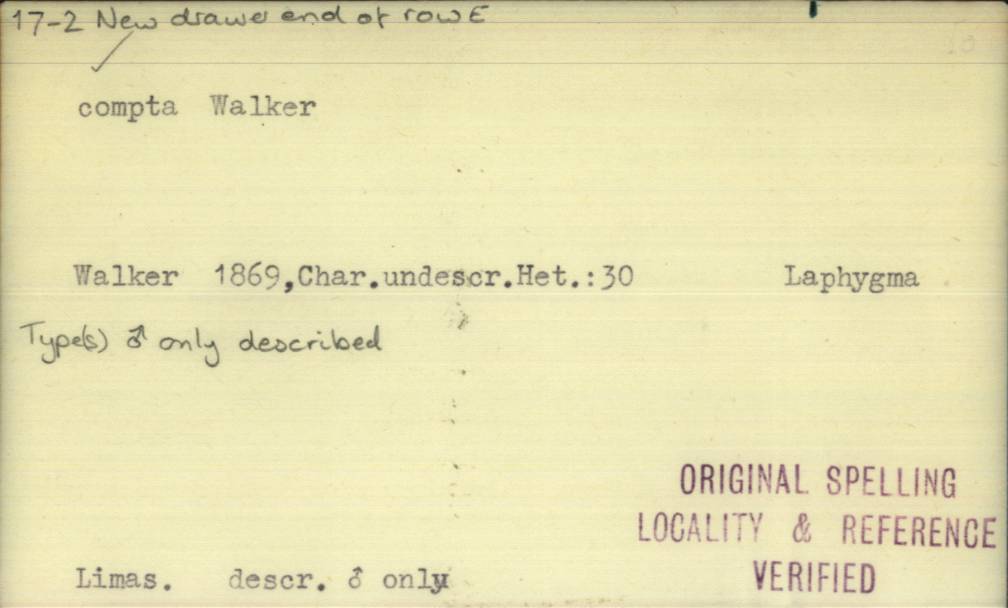 17-2 New drawer end of row E
compta Walker
Walker 1869,Char.undescr.Het.:30 Laphygma
Type(s) ♂ only described
ORIGINAL SPELLING
LOCALITY & REFERENCE
VERIFIED
Limas. descr. ♂ only